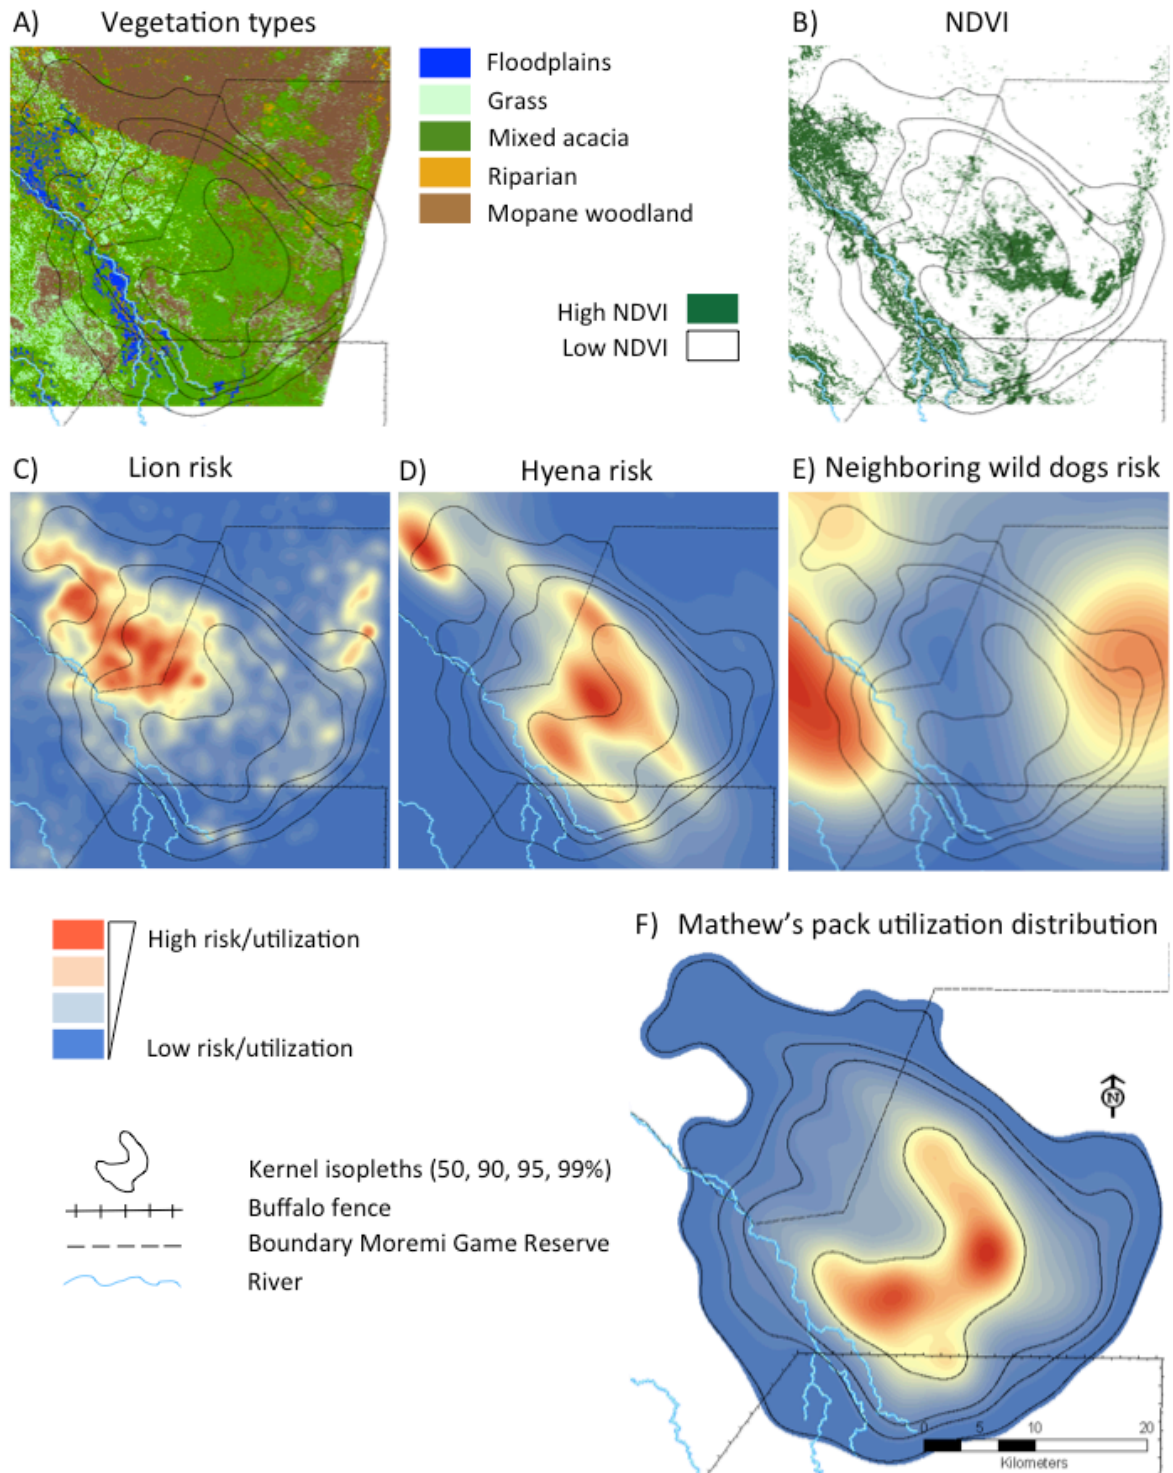 A) Vegetation types
B) NDVI
Floodplains
Grass
Mixed acacia
Riparian
Mopane woodland
High NDVI
Low NDVI
C) Lion risk
D) Hyena risk
E) Neighboring wild dogs risk
High risk/utilization
Low risk/utilization
Kernel isopleths (50, 90, 95, 99%)
Buffalo fence
Boundary Moremi Game Reserve
River
F) Mathew's pack utilization distribution
N
0 5 10 20
Kilometers